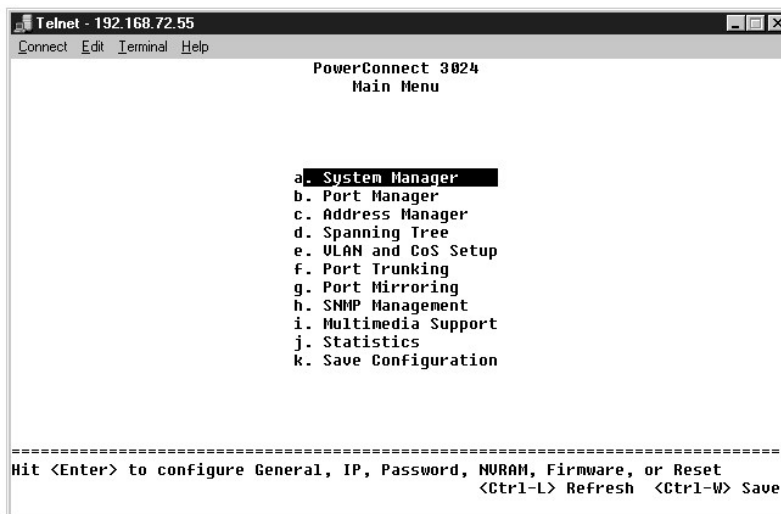 Telnet - 192.168.72.55
Connect Edit Terminal Help
PowerConnect 3024
Main Menu
a. System Manager
b. Port Manager
c. Address Manager
d. Spanning Tree
e. VLAN and CoS Setup
f. Port Trunking
g. Port Mirroring
h. SNMP Management
i. Multimedia Support
j. Statistics
k. Save Configuration
================================================================================
Hit <Enter> to configure General, IP, Password, NVRAM, Firmware, or Reset
<Ctrl-L> Refresh <Ctrl-W> Save